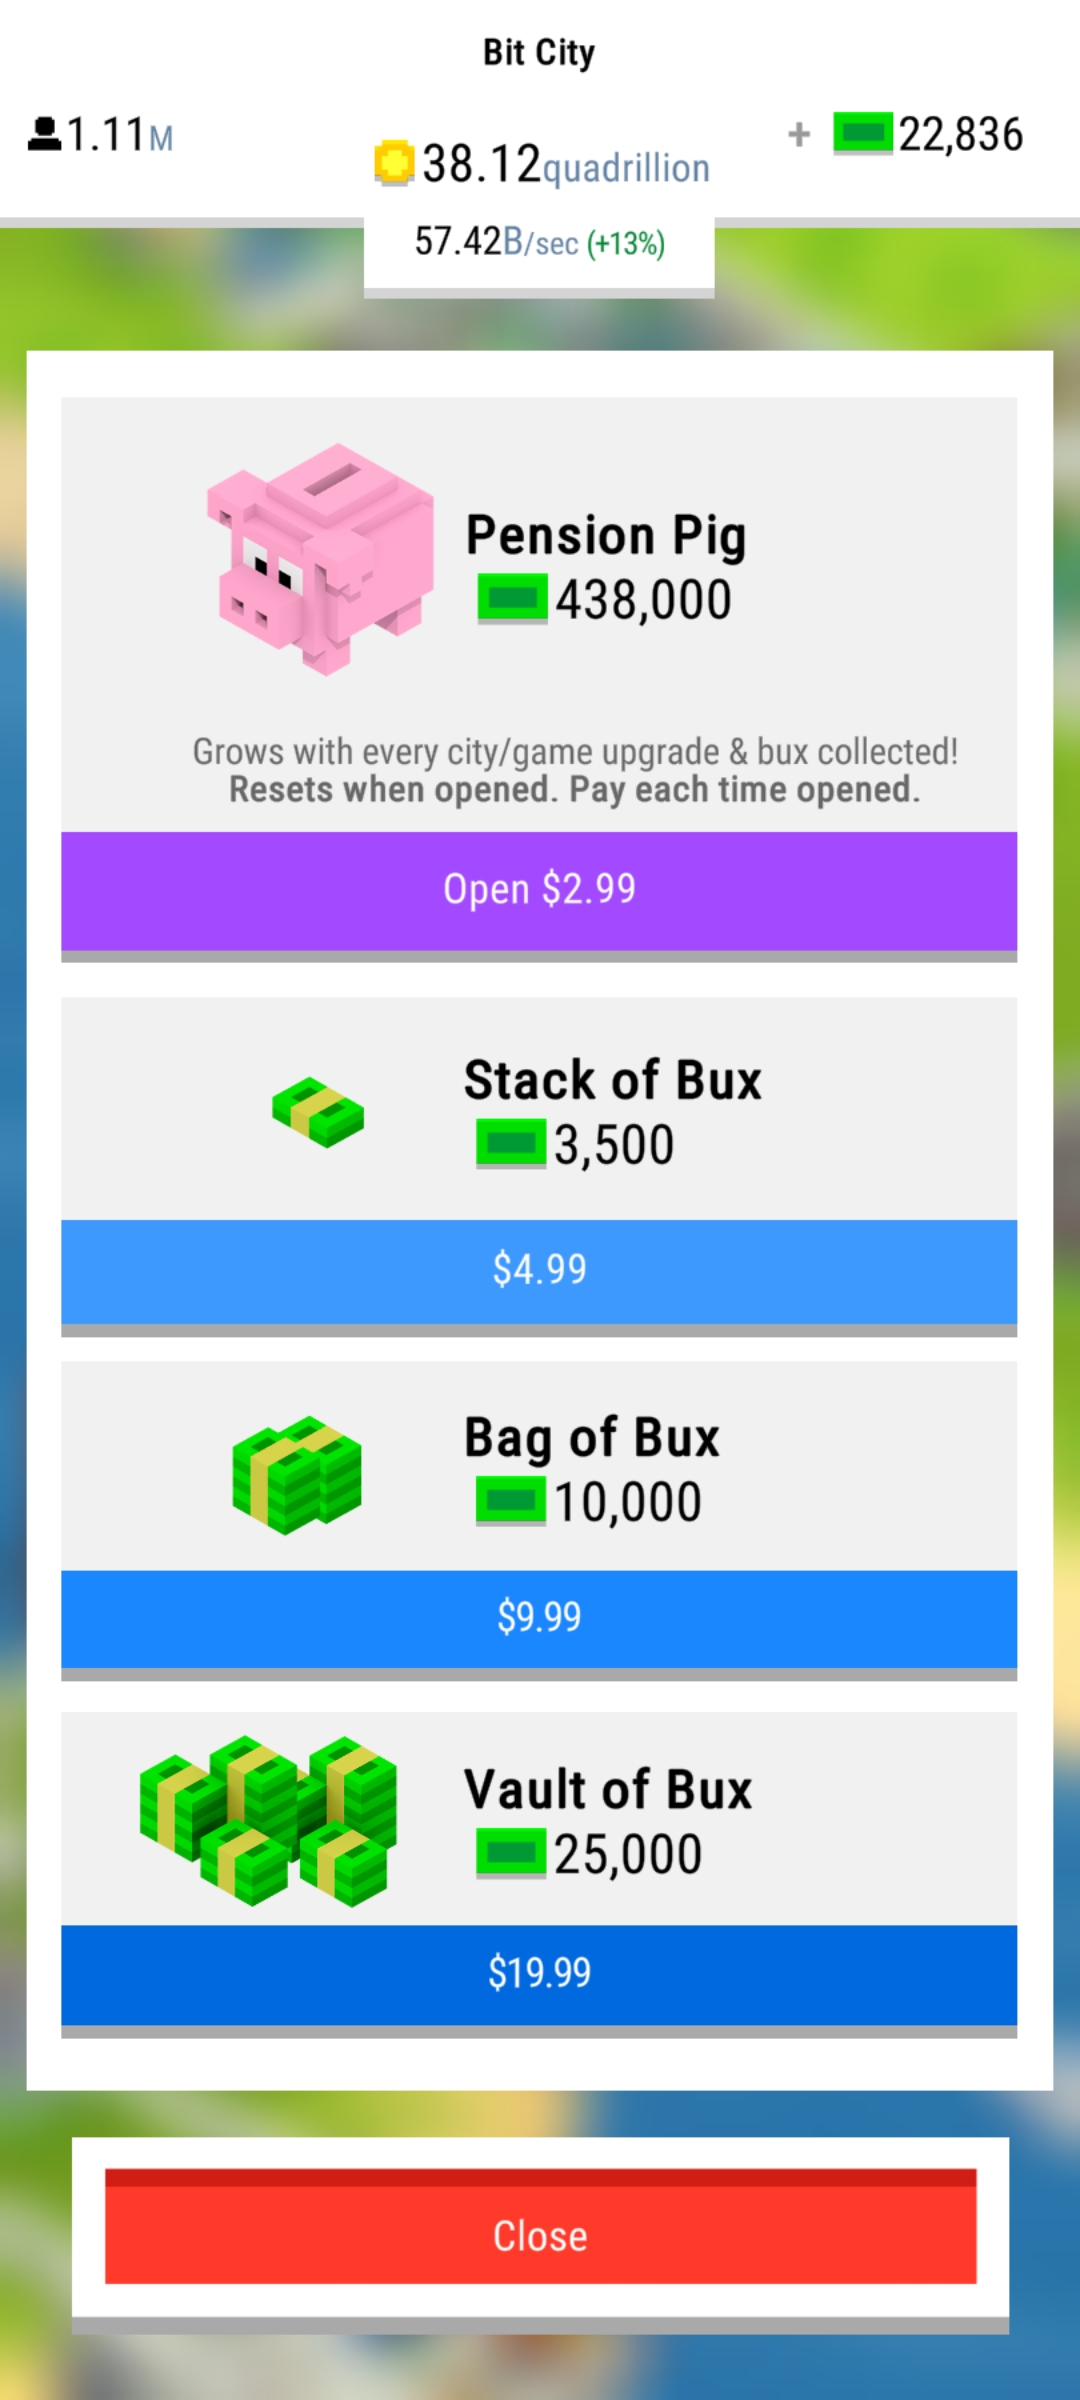 Bit City
1.11M
38.12quadrillion
+ 22,836
57.42B/sec (+13%)
Pension Pig
438,000
Grows with every city/game upgrade & bux collected!
Resets when opened. Pay each time opened.
Open $2.99
Stack of Bux
3,500
$4.99
Bag of Bux
10,000
$9.99
Vault of Bux
25,000
$19.99
Close